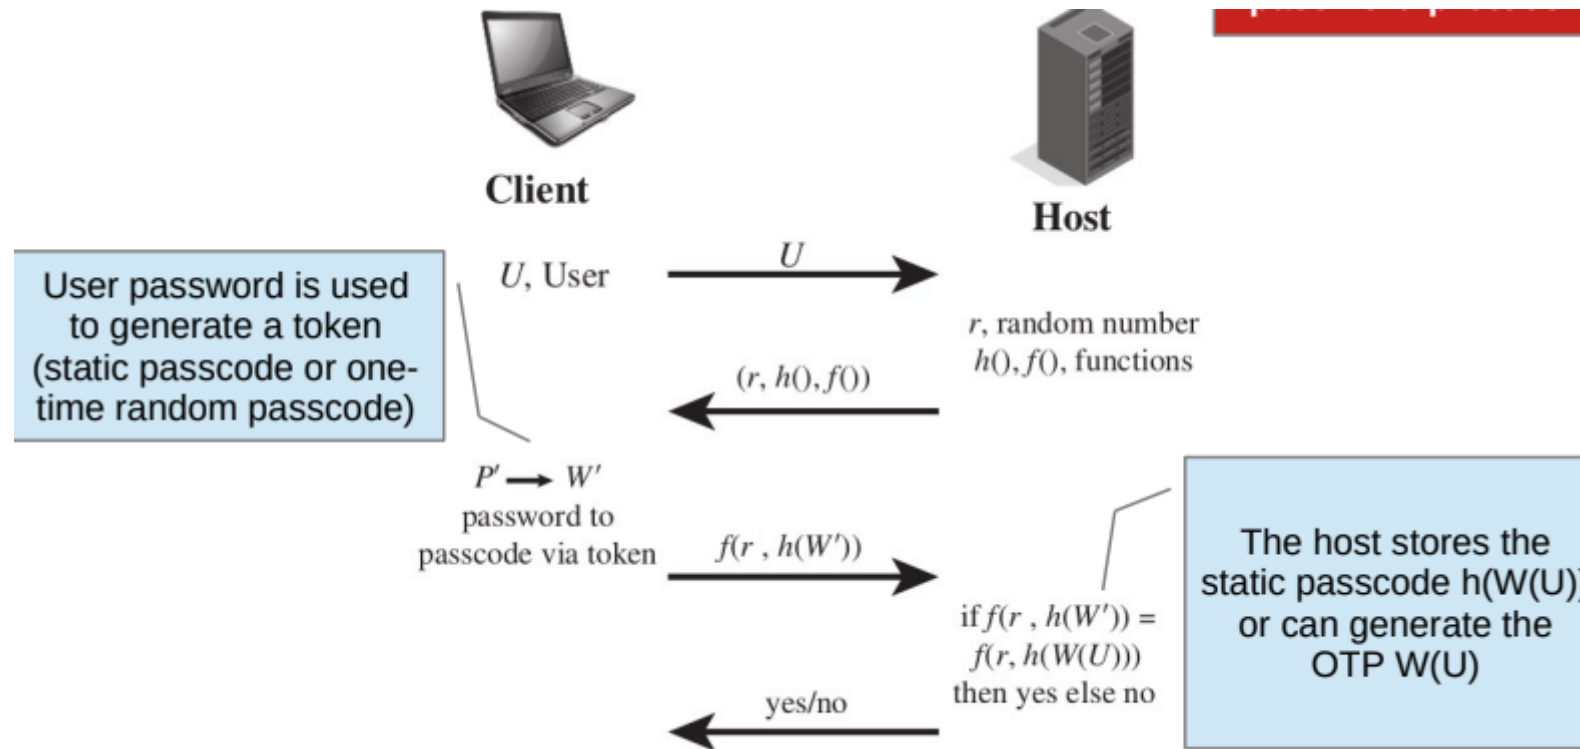 Client
Host
User password is used
to generate a token
(static passcode or one-
time random passcode)
U, User
U
r, random number
h(), f(), functions
(r, h(), f())
P' → W'
password to
passcode via token
f(r , h(W'))
if f(r , h(W')) =
f(r, h(W(U)))
then yes else no
The host stores the
static passcode h(W(U))
or can generate the
OTP W(U)
yes/no